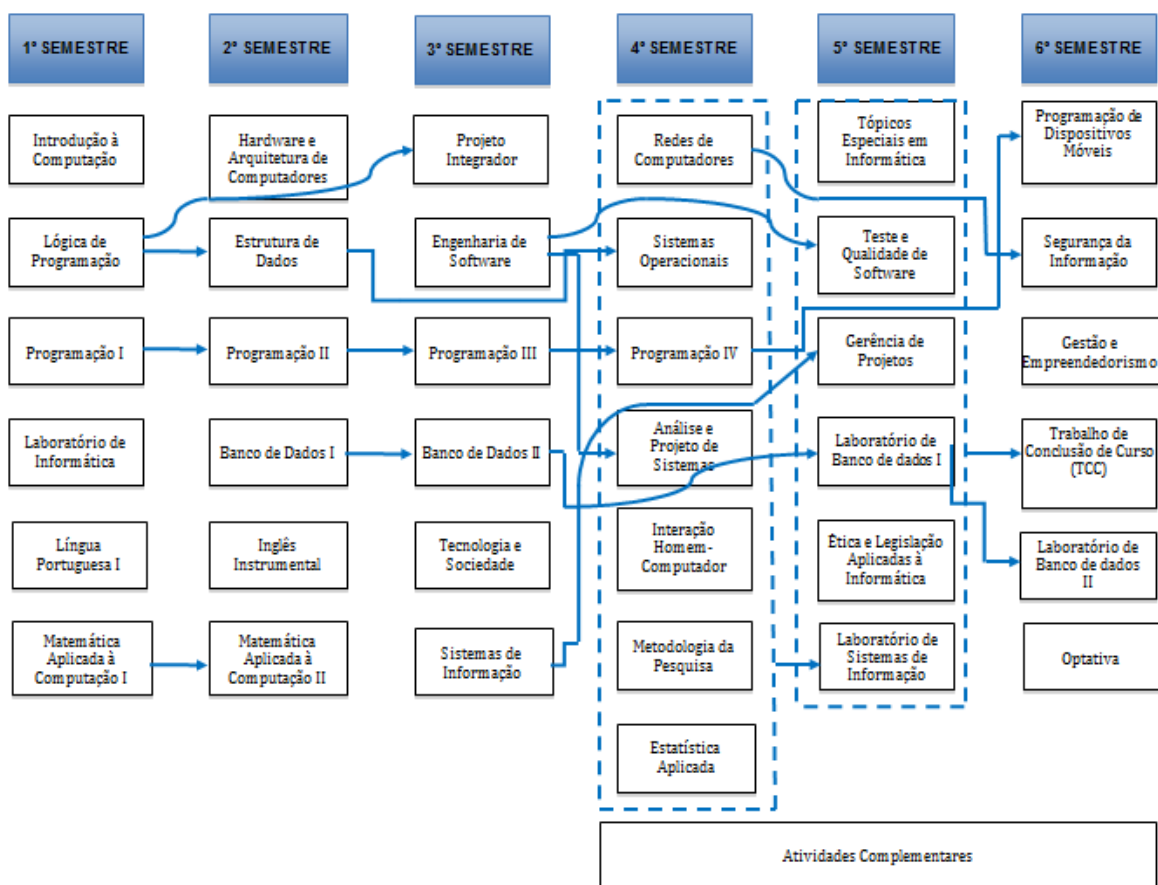 1º SEMESTRE
2º SEMESTRE
3º SEMESTRE
4º SEMESTRE
5º SEMESTRE
6º SEMESTRE
Introdução à
Computação
Hardware e
Arquitetura de
Computadores
Projeto
Integrador
Redes de
Computadores
Tópicos
Especiais em
Informática
Programação de
Dispositivos
Móveis
Lógica de
Programação
Estrutura de
Dados
Engenharia de
Software
Sistemas
Operacionais
Teste e
Qualidade de
Software
Segurança da
Informação
Programação I
Programação II
Programação III
Programação IV
Gerência de
Projetos
Gestão e
Empreendedorismo
Laboratório de
Informática
Banco de Dados I
Banco de Dados II
Análise e
Projeto de
Sistemas
Laboratório de
Banco de dados I
Trabalho de
Conclusão de Curso
(TCC)
Língua
Portuguesa I
Inglês
Instrumental
Tecnologia e
Sociedade
Interação
Homem-
Computador
Ética e Legislação
Aplicadas à
Informática
Laboratório de
Banco de dados
II
Matemática
Aplicada à
Computação I
Matemática
Aplicada à
Computação II
Sistemas de
Informação
Metodologia da
Pesquisa
Laboratório de
Sistemas de
Informação
Optativa
Estatística
Aplicada
Atividades Complementares